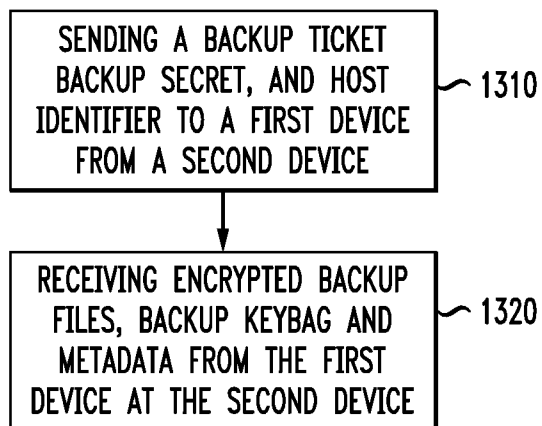 SENDING A BACKUP TICKET
BACKUP SECRET, AND HOST
IDENTIFIER TO A FIRST DEVICE
FROM A SECOND DEVICE
1310
RECEIVING ENCRYPTED BACKUP
FILES, BACKUP KEYBAG AND
METADATA FROM THE FIRST
DEVICE AT THE SECOND DEVICE
1320